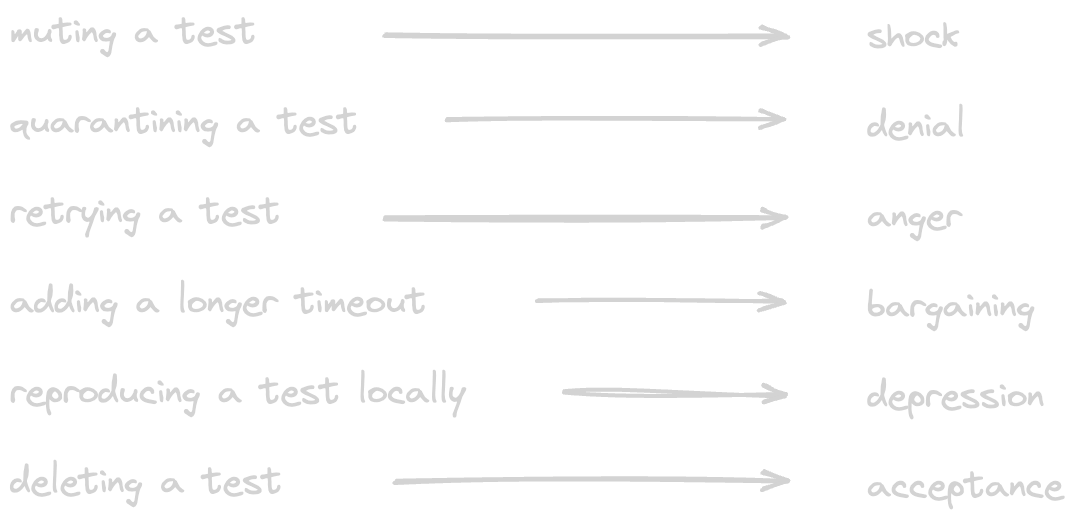 muting a test shock
quarantining a test denial
retrying a test anger
adding a longer timeout bargaining
reproducing a test locally depression
deleting a test acceptance